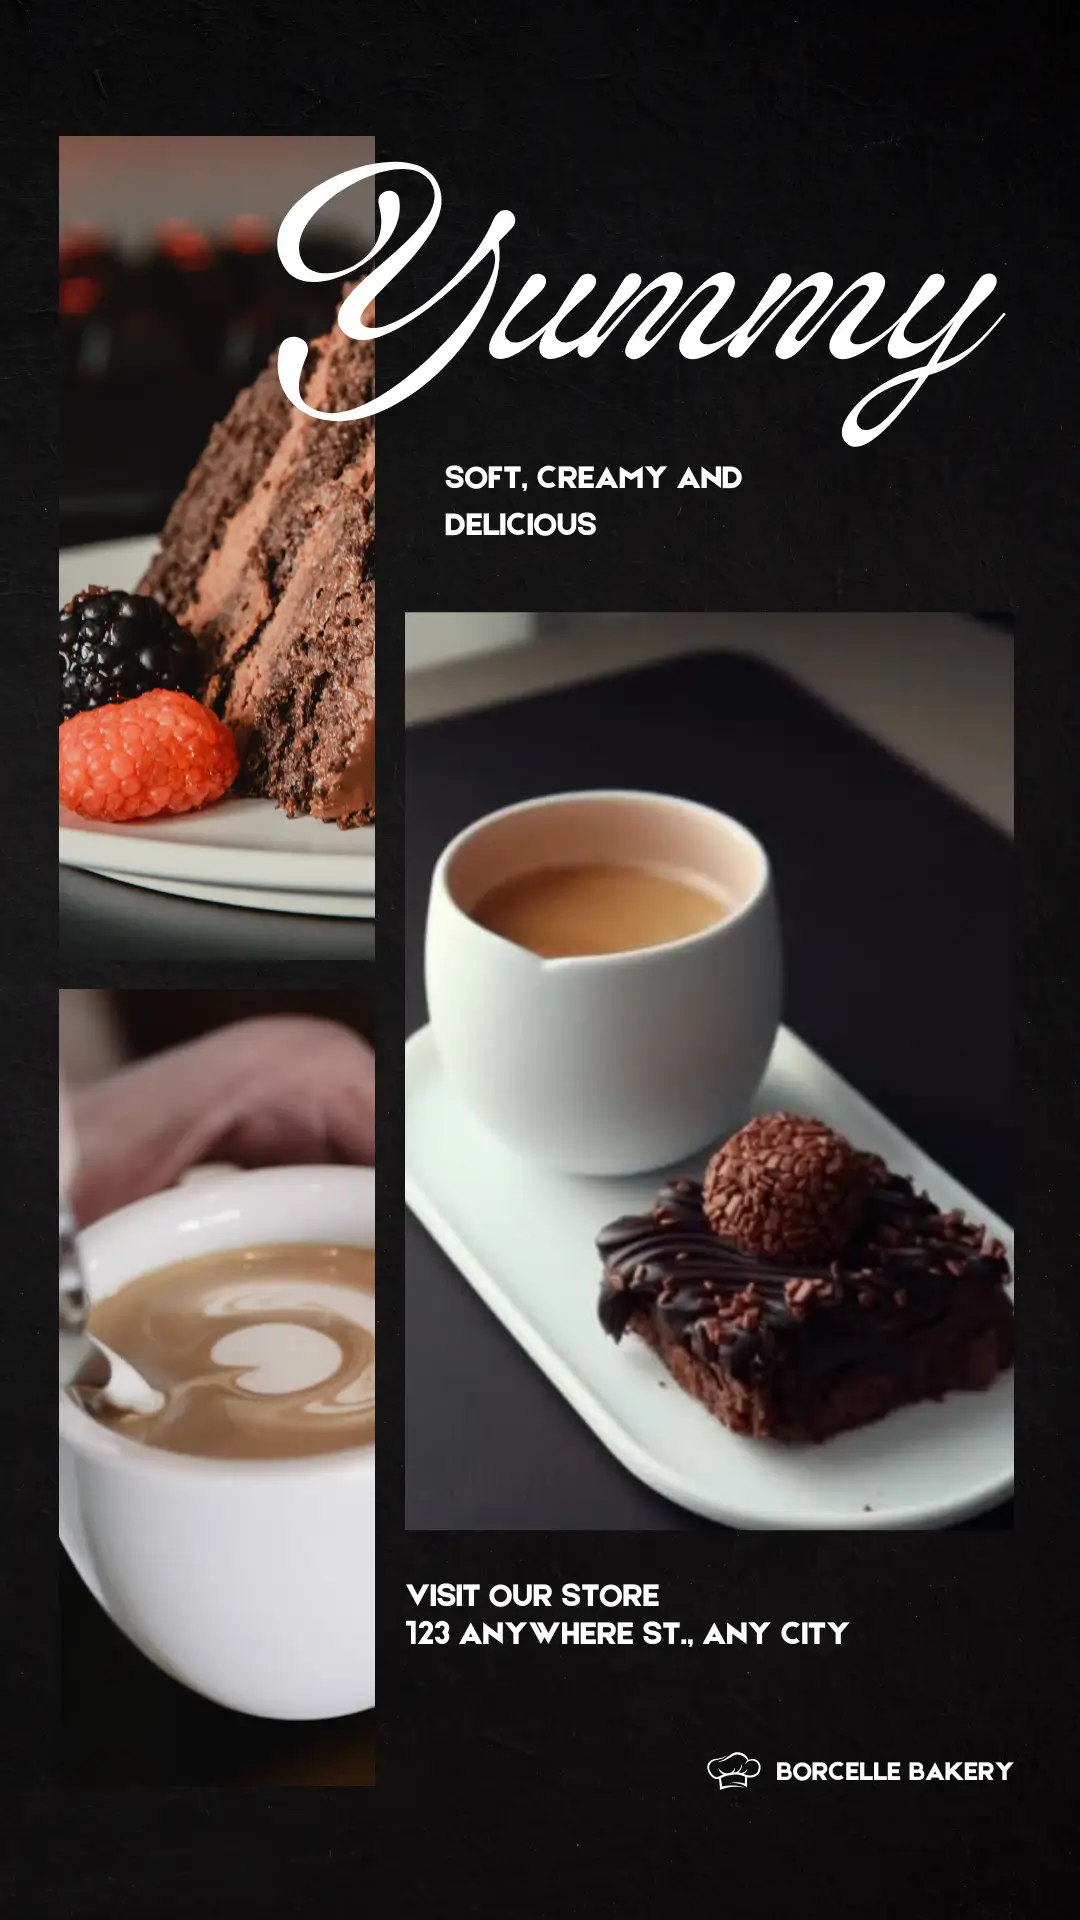 Yummy
SOFT, CREAMY AND
DELICIOUS
VISIT OUR STORE
123 ANYWHERE ST., ANY CITY
BORCELLE BAKERY